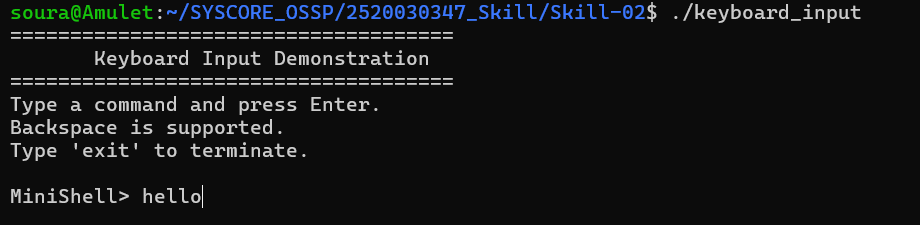 soura@Amulet:~/SYSCORE_OSSP/2520030347_Skill/Skill-02$ ./keyboard_input
=====================================
       Keyboard Input Demonstration
=====================================
Type a command and press Enter.
Backspace is supported.
Type 'exit' to terminate.

MiniShell> hello